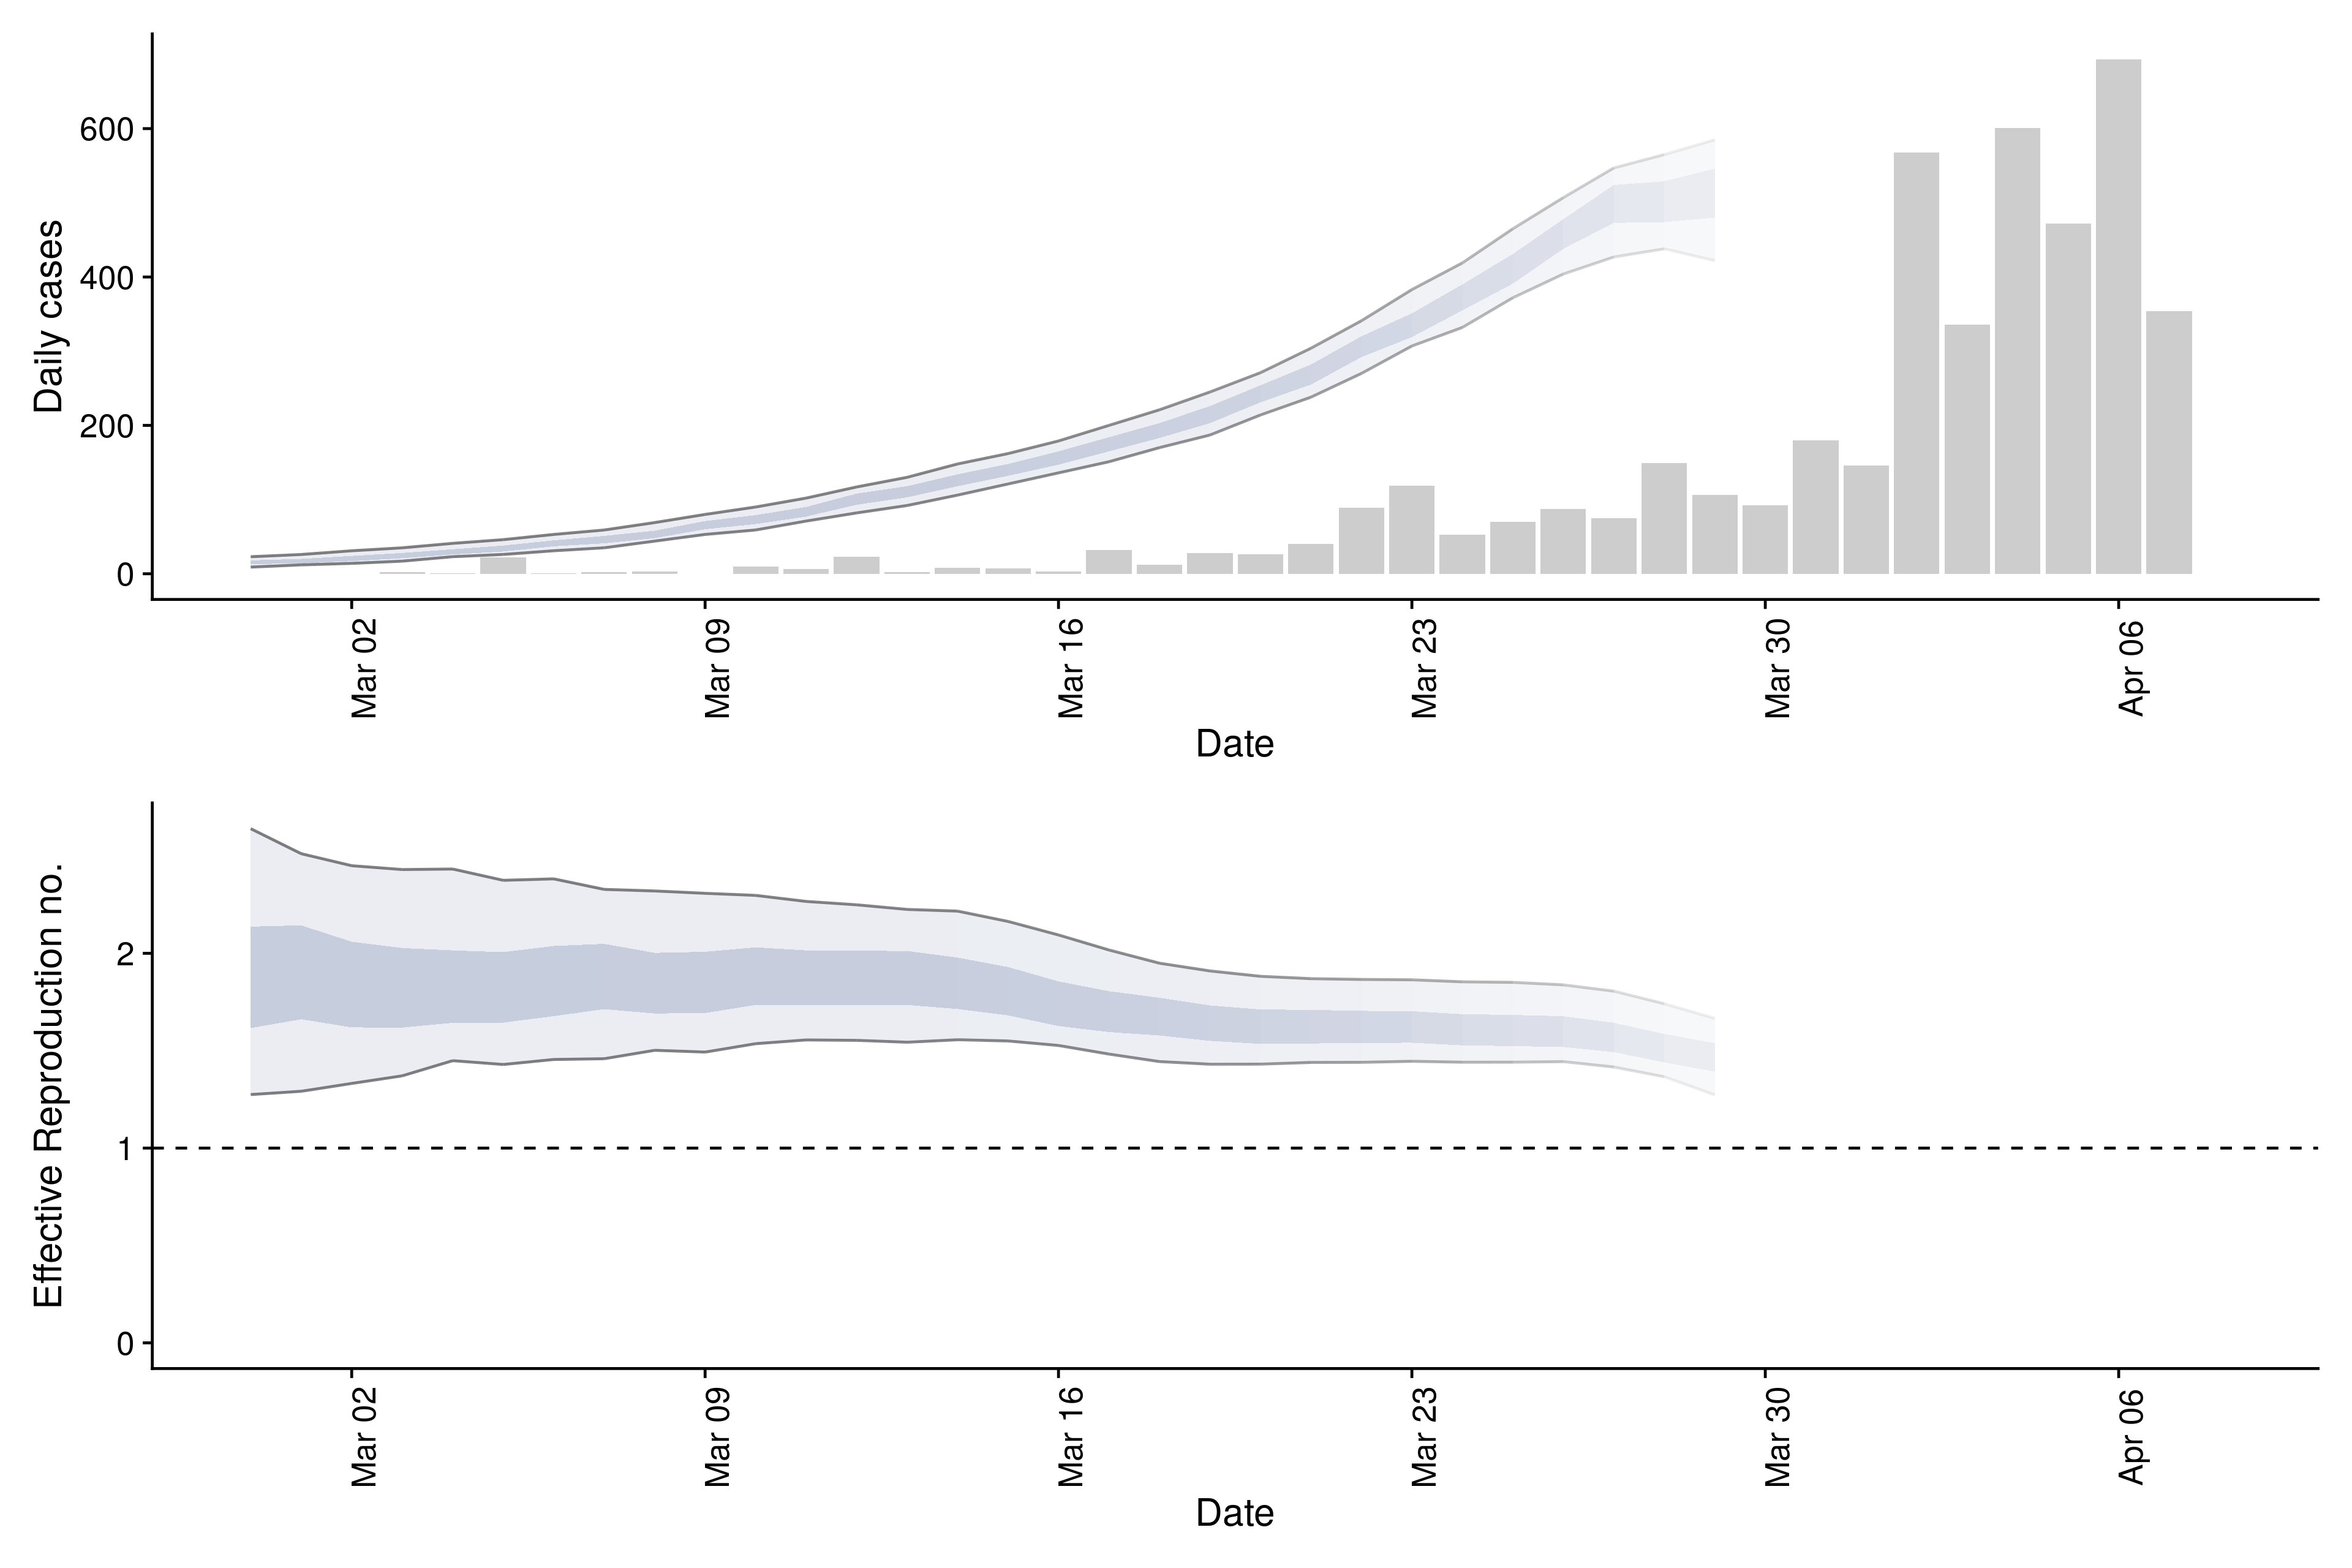 Daily cases
600
400
200
0
Mar 02
Mar 09
Mar 16
Mar 23
Mar 30
Apr 06
Date
Effective Reproduction no.
2
1
0
Mar 02
Mar 09
Mar 16
Mar 23
Mar 30
Apr 06
Date